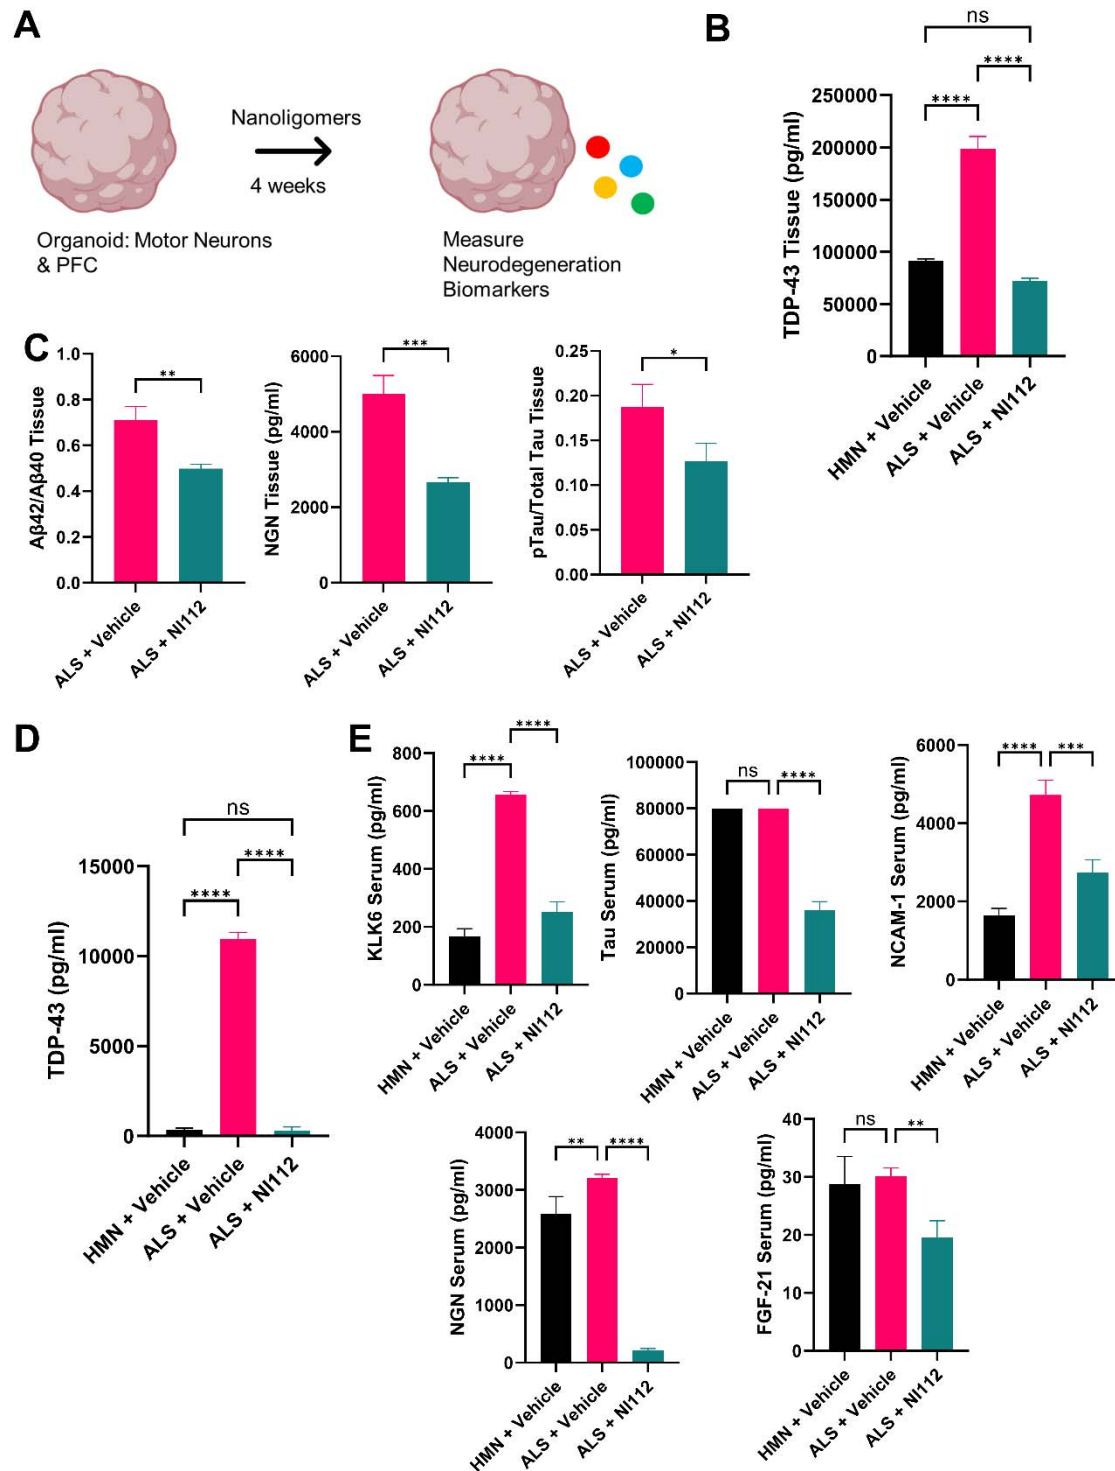 A
Nanoligomers
4 weeks
Organoid: Motor Neurons
& PFC
Measure
Neurodegeneration
Biomarkers
B
ns
****
****
TDP-43 Tissue (pg/ml)
250000
200000
150000
100000
50000
0
HMN + Vehicle
ALS + Vehicle
ALS + NI112
C
**
Aβ42/Aβ40 Tissue
1.0
0.8
0.6
0.4
0.2
0.0
ALS + Vehicle
ALS + NI112
***
NGN Tissue (pg/ml)
6000
4000
2000
0
ALS + Vehicle
ALS + NI112
*
pTau/Total Tau Tissue
0.25
0.20
0.15
0.10
0.05
0.00
ALS + Vehicle
ALS + NI112
D
ns
****
****
TDP-43 (pg/ml)
15000
10000
5000
0
HMN + Vehicle
ALS + Vehicle
ALS + NI112
E
****
****
KLK6 Serum (pg/ml)
800
600
400
200
0
HMN + Vehicle
ALS + Vehicle
ALS + NI112
ns
****
Tau Serum (pg/ml)
100000
80000
60000
40000
20000
0
HMN + Vehicle
ALS + Vehicle
ALS + NI112
****
***
NCAM-1 Serum (pg/ml)
6000
4000
2000
0
HMN + Vehicle
ALS + Vehicle
ALS + NI112
**
****
NGN Serum (pg/ml)
4000
3000
2000
1000
0
HMN + Vehicle
ALS + Vehicle
ALS + NI112
ns
**
FGF-21 Serum (pg/ml)
40
30
20
10
0
HMN + Vehicle
ALS + Vehicle
ALS + NI112